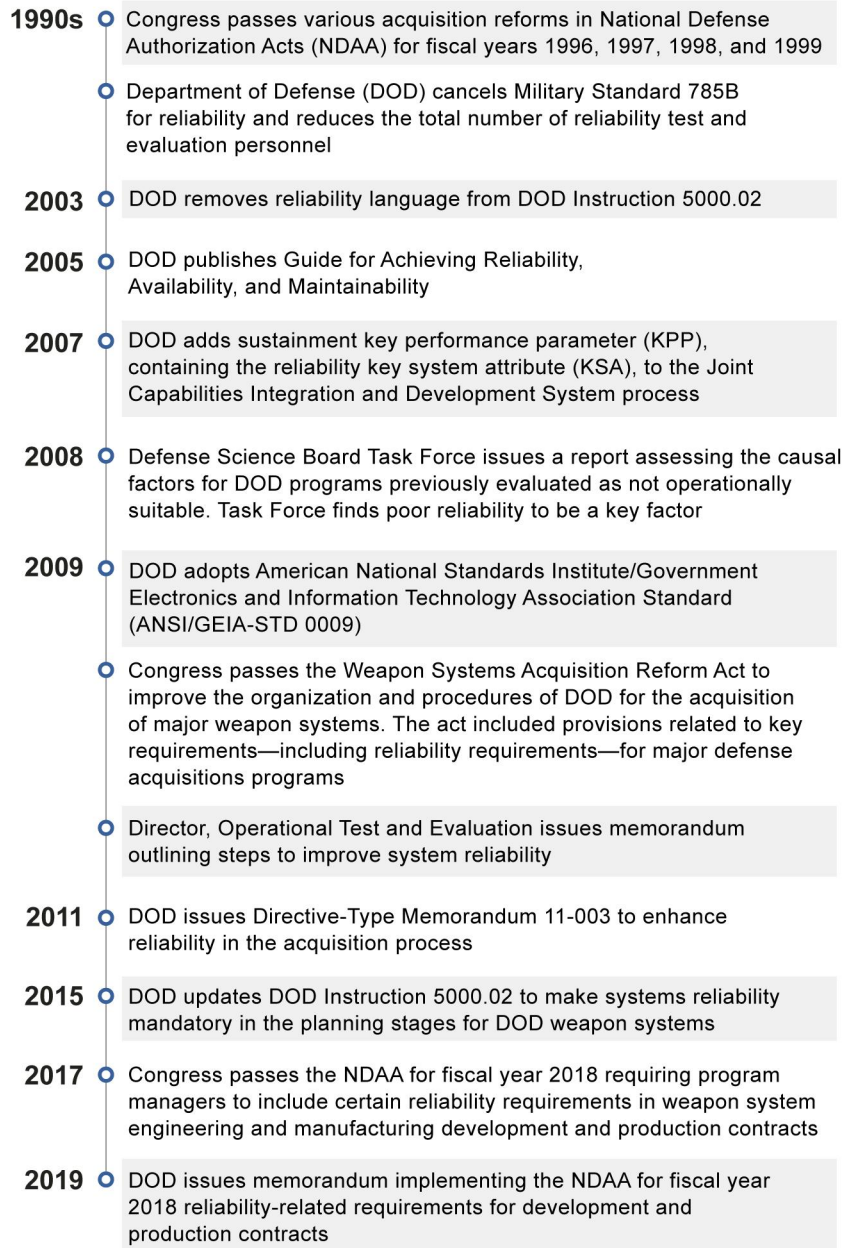 1990s
Congress passes various acquisition reforms in National Defense
Authorization Acts (NDAA) for fiscal years 1996, 1997, 1998, and 1999
Department of Defense (DOD) cancels Military Standard 785B
for reliability and reduces the total number of reliability test and
evaluation personnel
2003
DOD removes reliability language from DOD Instruction 5000.02
2005
DOD publishes Guide for Achieving Reliability,
Availability, and Maintainability
2007
DOD adds sustainment key performance parameter (KPP),
containing the reliability key system attribute (KSA), to the Joint
Capabilities Integration and Development System process
2008
Defense Science Board Task Force issues a report assessing the causal
factors for DOD programs previously evaluated as not operationally
suitable. Task Force finds poor reliability to be a key factor
2009
DOD adopts American National Standards Institute/Government
Electronics and Information Technology Association Standard
(ANSI/GEIA-STD 0009)
Congress passes the Weapon Systems Acquisition Reform Act to
improve the organization and procedures of DOD for the acquisition
of major weapon systems. The act included provisions related to key
requirements—including reliability requirements—for major defense
acquisitions programs
Director, Operational Test and Evaluation issues memorandum
outlining steps to improve system reliability
2011
DOD issues Directive-Type Memorandum 11-003 to enhance
reliability in the acquisition process
2015
DOD updates DOD Instruction 5000.02 to make systems reliability
mandatory in the planning stages for DOD weapon systems
2017
Congress passes the NDAA for fiscal year 2018 requiring program
managers to include certain reliability requirements in weapon system
engineering and manufacturing development and production contracts
2019
DOD issues memorandum implementing the NDAA for fiscal year
2018 reliability-related requirements for development and
production contracts